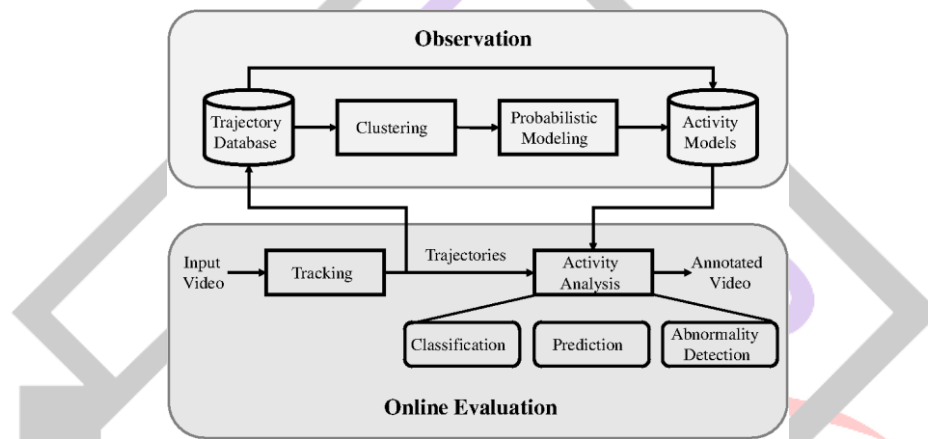 Observation
Trajectory
Database
Clustering
Probabilistic
Modeling
Activity
Models
Input
Video
Tracking
Trajectories
Activity
Analysis
Annotated
Video
Classification
Prediction
Abnormality
Detection
Online Evaluation